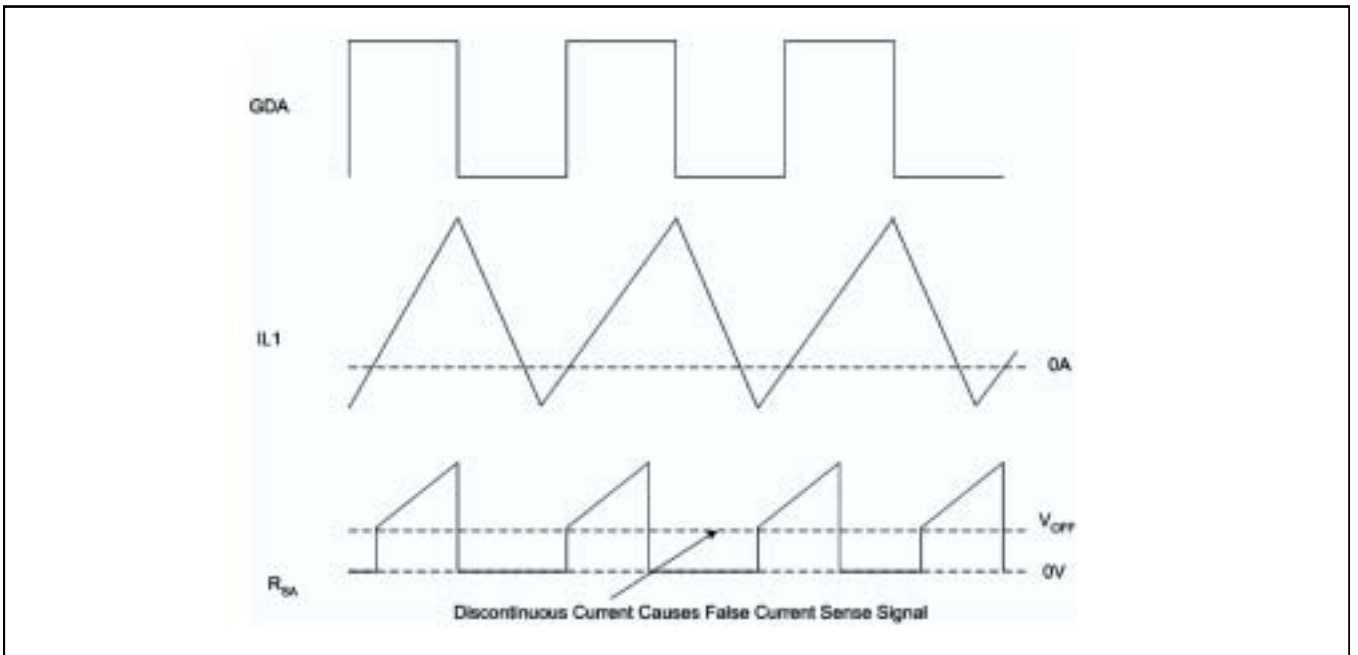 GDA
IL1
0A
V_OFF
0V
R_SA
Discontinuous Current Causes False Current Sense Signal